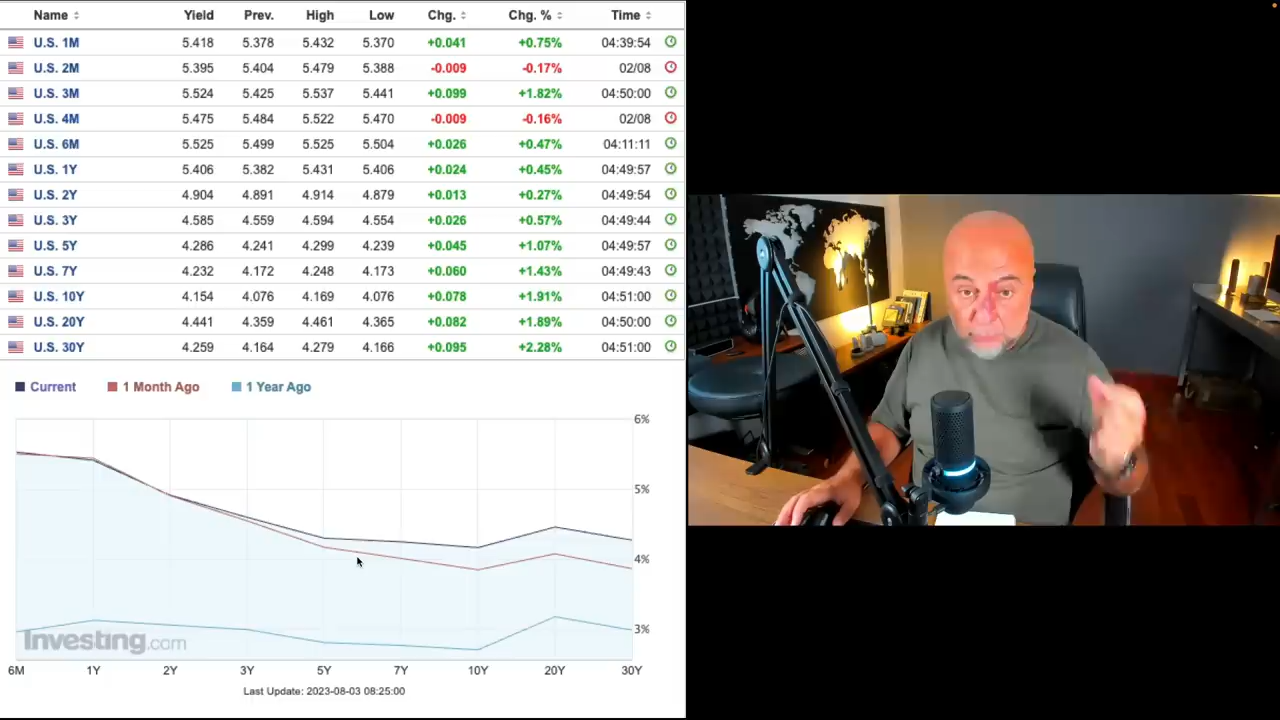 Name Yield Prev. High Low Chg. Chg. % Time
U.S. 1M 5.418 5.378 5.432 5.370 +0.041 +0.75% 04:39:54
U.S. 2M 5.395 5.404 5.479 5.388 -0.009 -0.17% 02/08
U.S. 3M 5.524 5.425 5.537 5.441 +0.099 +1.82% 04:50:00
U.S. 4M 5.475 5.484 5.522 5.470 -0.009 -0.16% 02/08
U.S. 6M 5.525 5.499 5.525 5.504 +0.026 +0.47% 04:11:11
U.S. 1Y 5.406 5.382 5.431 5.406 +0.024 +0.45% 04:49:57
U.S. 2Y 4.904 4.891 4.914 4.879 +0.013 +0.27% 04:49:54
U.S. 3Y 4.585 4.559 4.594 4.554 +0.026 +0.57% 04:49:44
U.S. 5Y 4.286 4.241 4.299 4.239 +0.045 +1.07% 04:49:57
U.S. 7Y 4.232 4.172 4.248 4.173 +0.060 +1.43% 04:49:43
U.S. 10Y 4.154 4.076 4.169 4.076 +0.078 +1.91% 04:51:00
U.S. 20Y 4.441 4.359 4.461 4.365 +0.082 +1.89% 04:50:00
U.S. 30Y 4.259 4.164 4.279 4.166 +0.095 +2.28% 04:51:00
Current 1 Month Ago 1 Year Ago
6%
5%
4%
3%
Investing.com
6M 1Y 2Y 3Y 5Y 7Y 10Y 20Y 30Y
Last Update: 2023-08-03 08:25:00